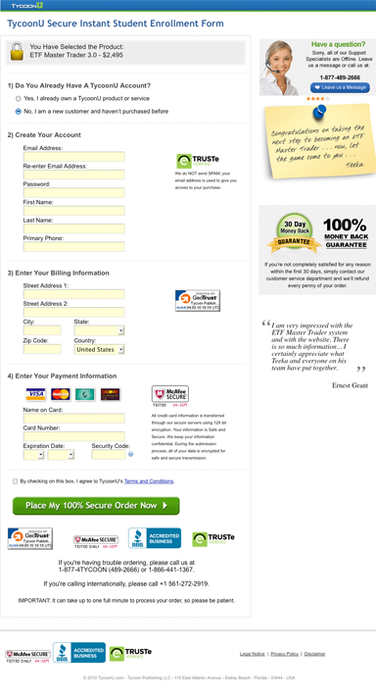 TYCOONU
TycoonU Secure Instant Student Enrollment Form
You Have Selected the Product:
ETF Master Trader 3.0 - $2,495
Have a question?
Sorry, all of our Support
Specialists are Offline. Leave
us a message or call us at:
1-877-489-2666
Leave us a Message
1) Do You Already Have A TycoonU Account?
Yes, I already own a TycoonU product or service
No, I am a new customer and haven't purchased before
Congratulations on taking the
next step to becoming an ETF
Master Trader ... now, let
the game come to you ...
Teeka
2) Create Your Account
Email Address:
Re-enter Email Address:
Password:
First Name:
Last Name:
Primary Phone:
TRUSTe
We do NOT send SPAM, your
email address is used to give you
access to your purchase.
30 Day
Money Back
GUARANTEE
100%
MONEY BACK
GUARANTEE
If you're not completely satisfied for any reason
within the first 30 days, simply contact our
customer service department and we'll refund
every penny of your order.
3) Enter Your Billing Information
Street Address 1:
Street Address 2:
City:
State:
Zip Code:
Country:
United States
GeoTrust
“I am very impressed with the
ETF Master Trader system
and with the website. There
is so much information...I
certainly appreciate what
Teeka and everyone on his
team have put together.”
Ernest Grant
4) Enter Your Payment Information
VISA
McAfee
SECURE
TESTED
Name on Card:
Card Number:
Expiration Date:
Security Code:
All credit card information is transferred
through our secure servers using 128 bit
encryption. Your information is Safe and
Secure. We keep your information
confidential. During the submission
process, all of your data is encrypted for
safe and secure transmission.
By checking on this box, I agree to TycoonU's Terms and Conditions.
Place My 100% Secure Order Now
GeoTrust
McAfee SECURE
TESTED DAILY
BBB
ACCREDITED
BUSINESS
TRUSTe
If you're having trouble ordering, please call us at
1-877-4TYCOON (489-2666) or 1-866-441-1367.
If you're calling internationally, please call +1 561-272-2919.
IMPORTANT: It can take up to one full minute to process your order, so please be patient.
McAfee SECURE
TESTED DAILY
BBB
ACCREDITED
BUSINESS
TRUSTe
Legal Notice | Privacy Policy | Disclaimer
© 2010 TycoonU.com - Tycoon Publishing LLC - 110 East Atlantic Avenue - Delray Beach - Florida - 33444 - USA